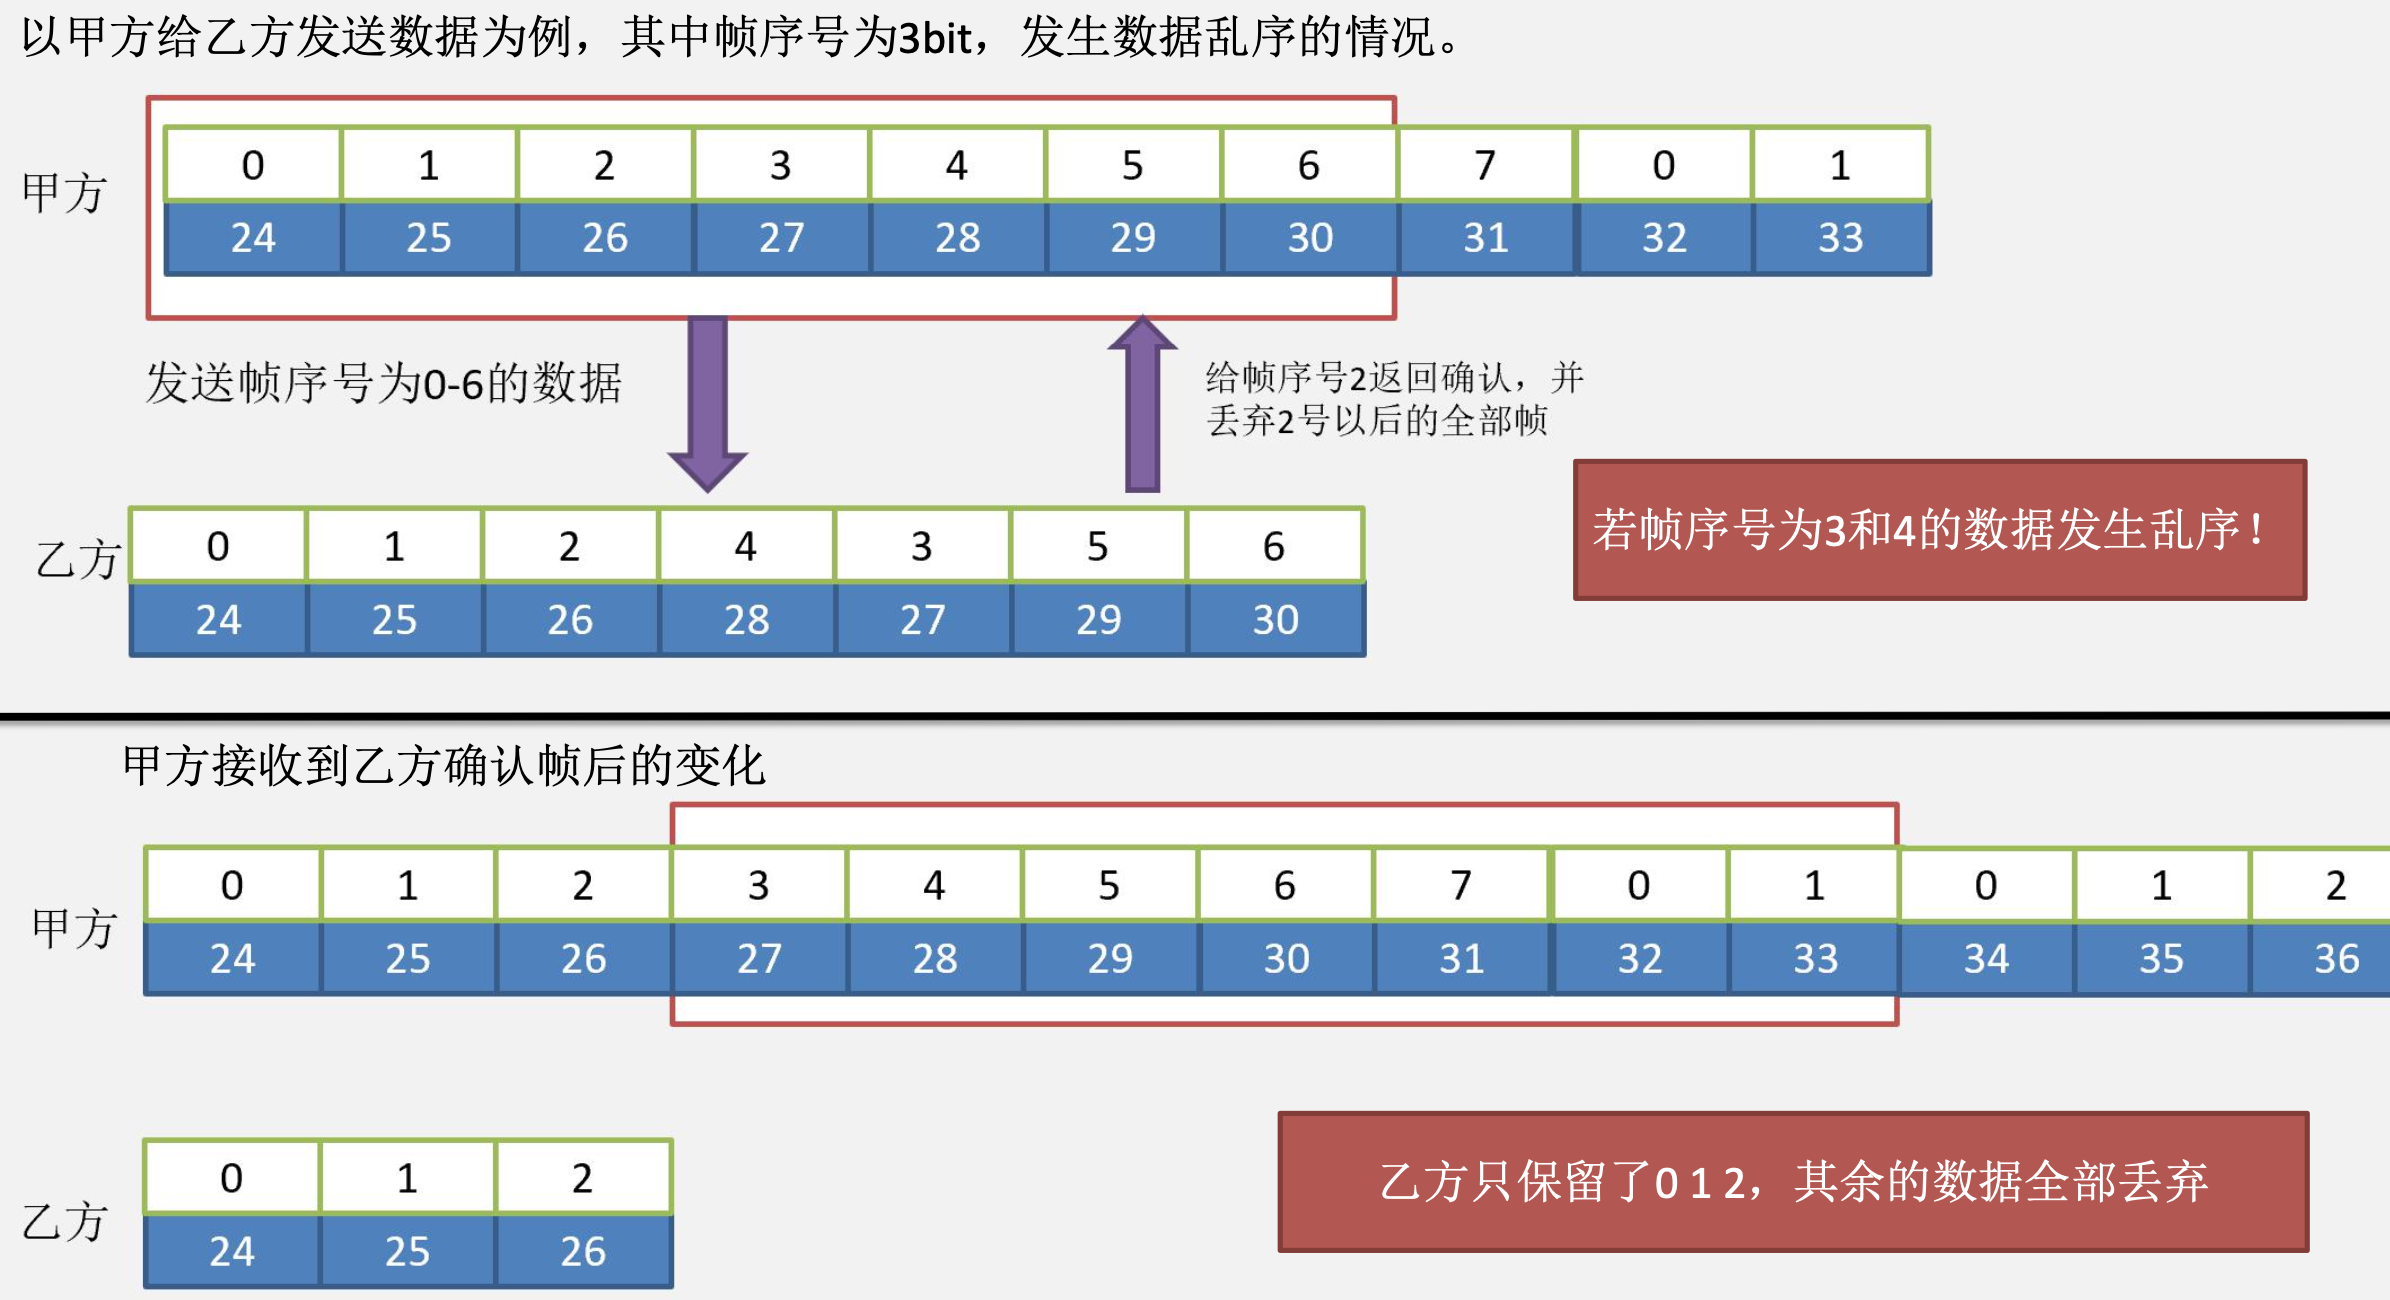 以甲方给乙方发送数据为例，其中帧序号为3bit，发生数据乱序的情况。
甲方
0 1 2 3 4 5 6 7 0 1
24 25 26 27 28 29 30 31 32 33
发送帧序号为0-6的数据
给帧序号2返回确认，并
丢弃2号以后的全部帧
若帧序号为3和4的数据发生乱序！
乙方
0 1 2 4 3 5 6
24 25 26 28 27 29 30
甲方接收到乙方确认帧后的变化
甲方
0 1 2 3 4 5 6 7 0 1 0 1 2
24 25 26 27 28 29 30 31 32 33 34 35 36
乙方
0 1 2
24 25 26
乙方只保留了0 1 2，其余的数据全部丢弃